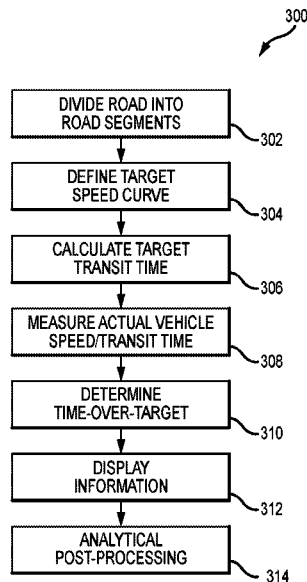 300
DIVIDE ROAD INTO
ROAD SEGMENTS
302
DEFINE TARGET
SPEED CURVE
304
CALCULATE TARGET
TRANSIT TIME
306
MEASURE ACTUAL VEHICLE
SPEED/TRANSIT TIME
308
DETERMINE
TIME-OVER-TARGET
310
DISPLAY
INFORMATION
312
ANALYTICAL
POST-PROCESSING
314